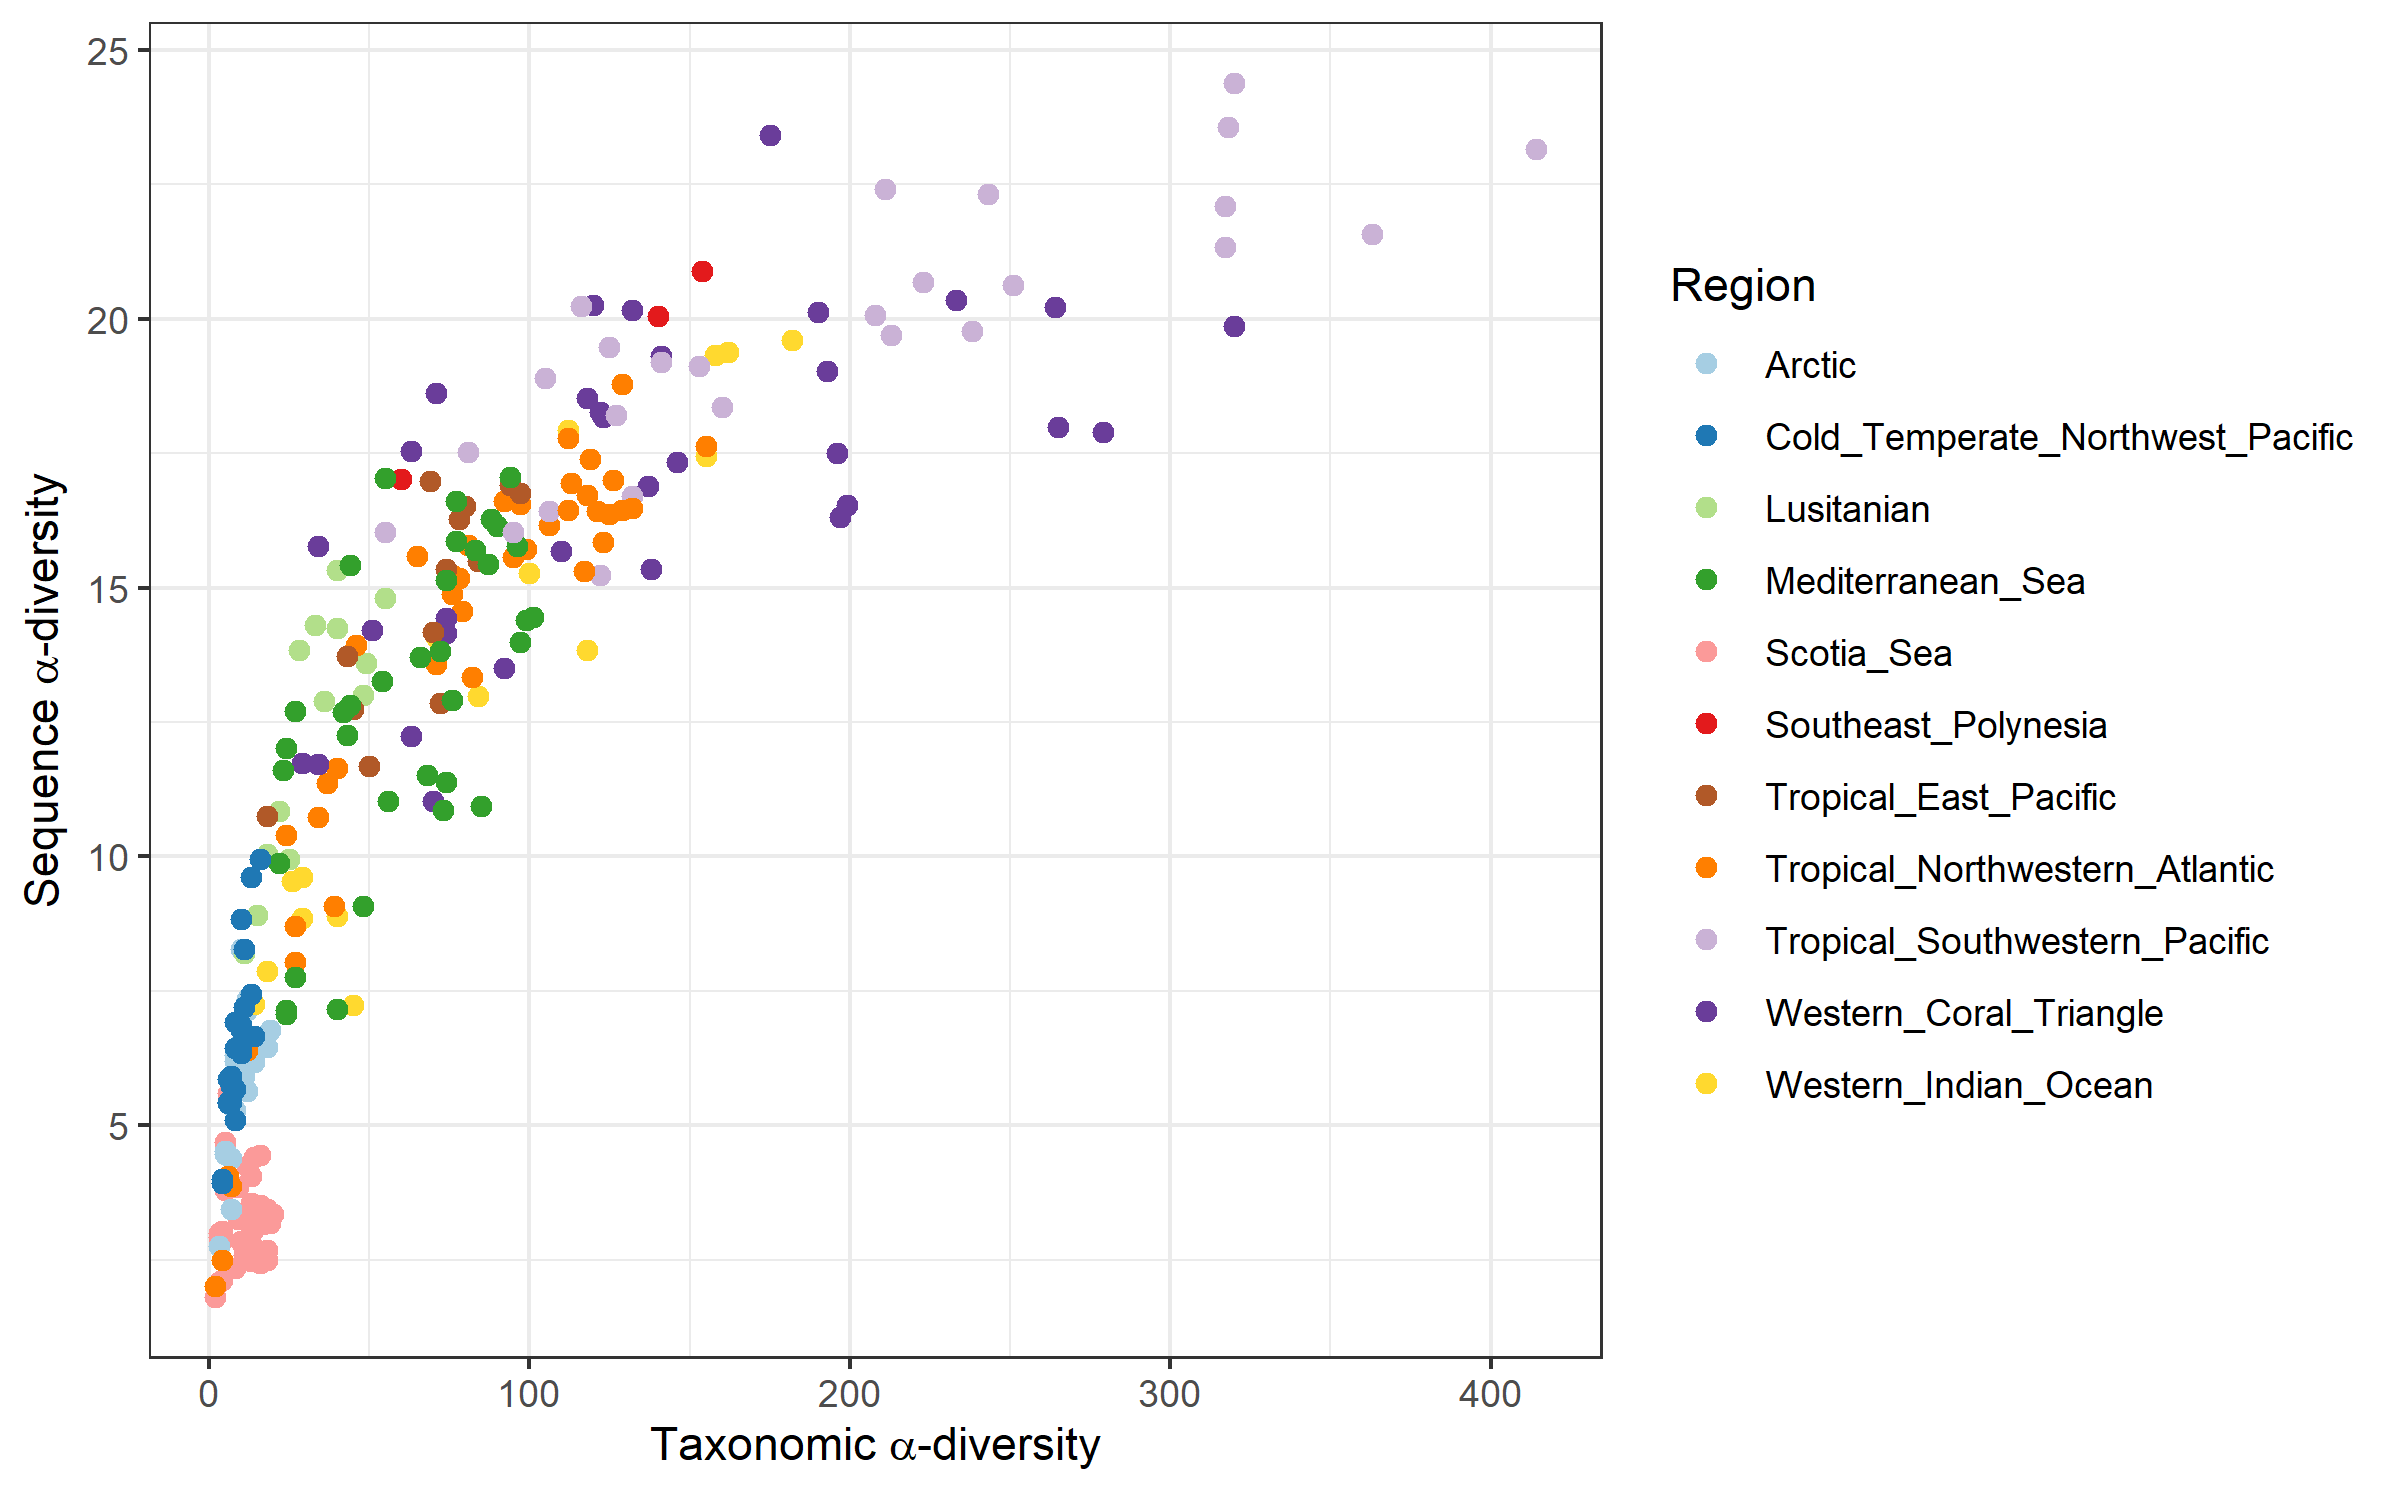 25
20
15
10
5
Sequence α-diversity
0
100
200
300
400
Taxonomic α-diversity
Region
Arctic
Cold_Temperate_Northwest_Pacific
Lusitanian
Mediterranean_Sea
Scotia_Sea
Southeast_Polynesia
Tropical_East_Pacific
Tropical_Northwestern_Atlantic
Tropical_Southwestern_Pacific
Western_Coral_Triangle
Western_Indian_Ocean